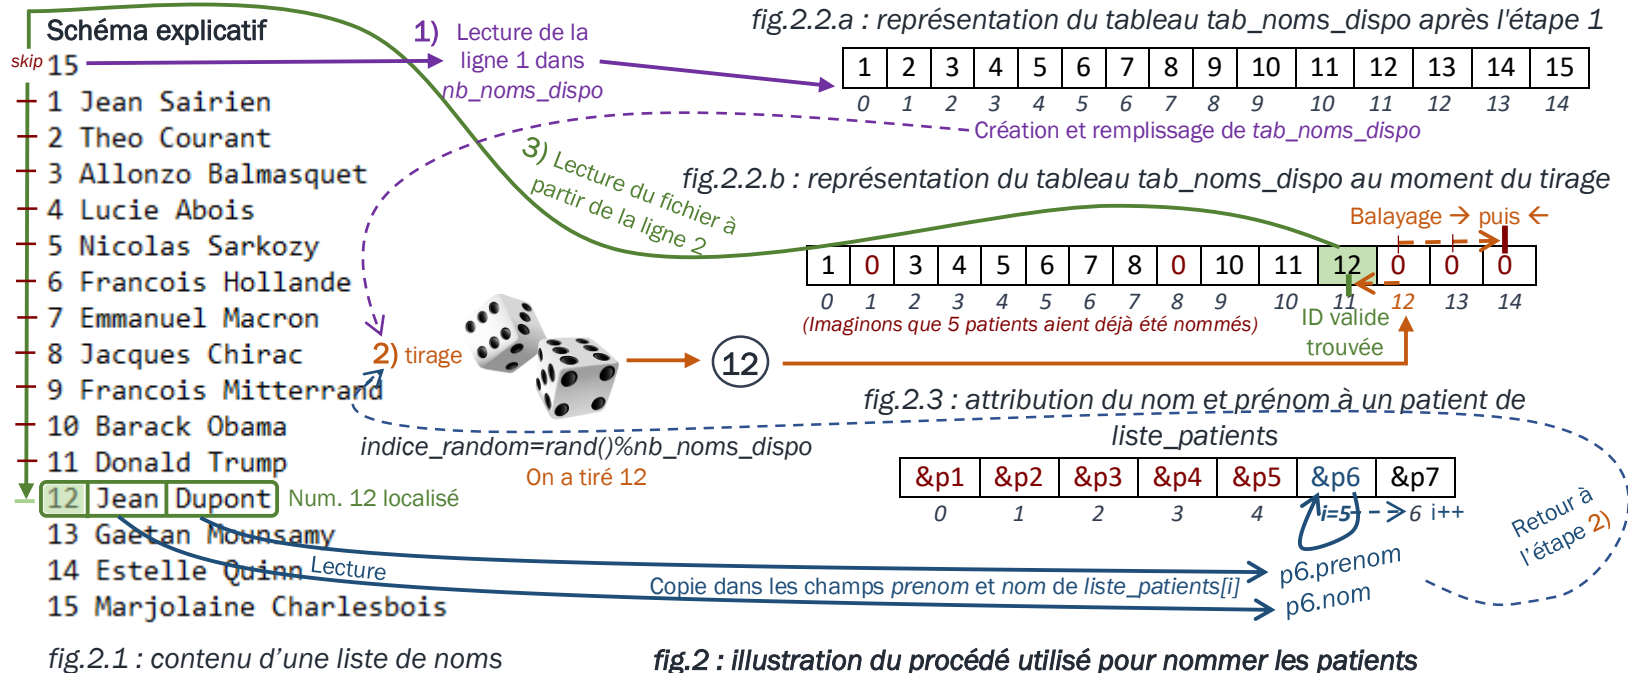 Schéma explicatif
skip 15
1 Jean Sairien
2 Theo Courant
3 Allonzo Balmasquet
4 Lucie Abois
5 Nicolas Sarkozy
6 Francois Hollande
7 Emmanuel Macron
8 Jacques Chirac
9 Francois Mitterrand
10 Barack Obama
11 Donald Trump
12 Jean Dupont
13 Gaetan Mounsamy
14 Estelle Quinn
15 Marjolaine Charlesbois
fig.2.1 : contenu d'une liste de noms
1) Lecture de la
ligne 1 dans
nb_noms_dispo
fig.2.2.a : représentation du tableau tab_noms_dispo après l'étape 1
1 2 3 4 5 6 7 8 9 10 11 12 13 14 15
0 1 2 3 4 5 6 7 8 9 10 11 12 13 14
Création et remplissage de tab_noms_dispo
3) Lecture du fichier à
partir de la ligne 2
fig.2.2.b : représentation du tableau tab_noms_dispo au moment du tirage
Balayage → puis ←
1 0 3 4 5 6 7 8 0 10 11 12 0 0 0
0 1 2 3 4 5 6 7 8 9 10 11 12 13 14
(Imaginons que 5 patients aient déjà été nommés)
ID valide
trouvée
2) tirage
12
indice_random=rand()%nb_noms_dispo
On a tiré 12
Num. 12 localisé
fig.2.3 : attribution du nom et prénom à un patient de
liste_patients
&p1 &p2 &p3 &p4 &p5 &p6 &p7
0 1 2 3 4 i=5 6 i++
Retour à
l'étape 2)
Lecture
Copie dans les champs prenom et nom de liste_patients[i]
p6.prenom
p6.nom
fig.2 : illustration du procédé utilisé pour nommer les patients